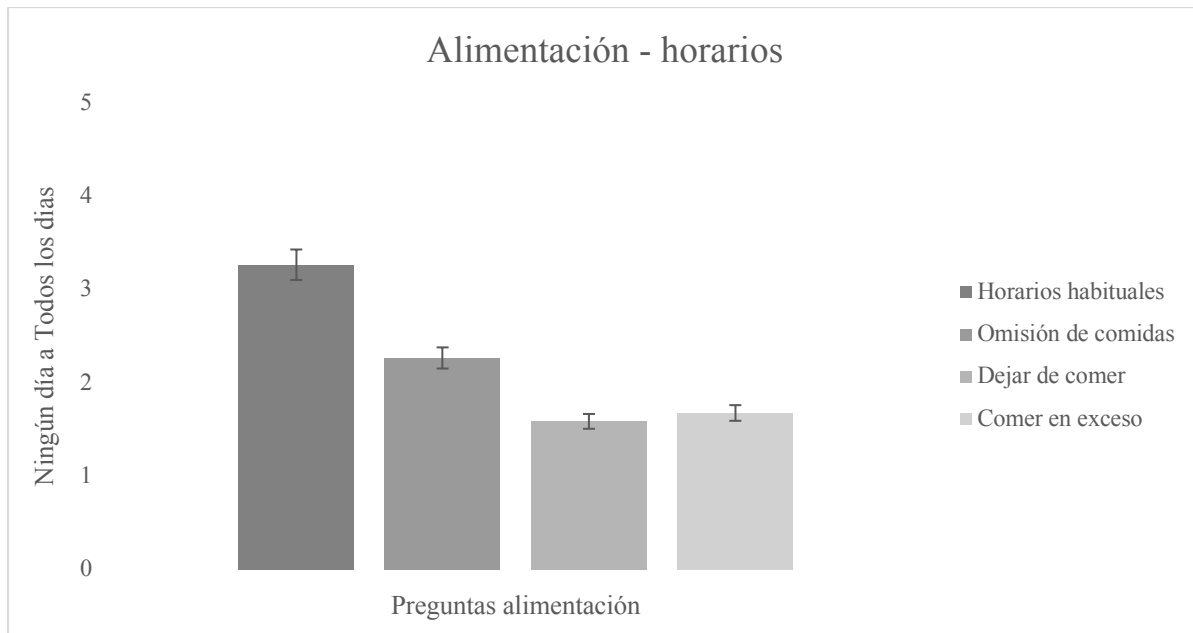 Alimentación - horarios
Ningún día a Todos los dias
5
4
3
2
1
0
Preguntas alimentación
Horarios habituales
Omisión de comidas
Dejar de comer
Comer en exceso